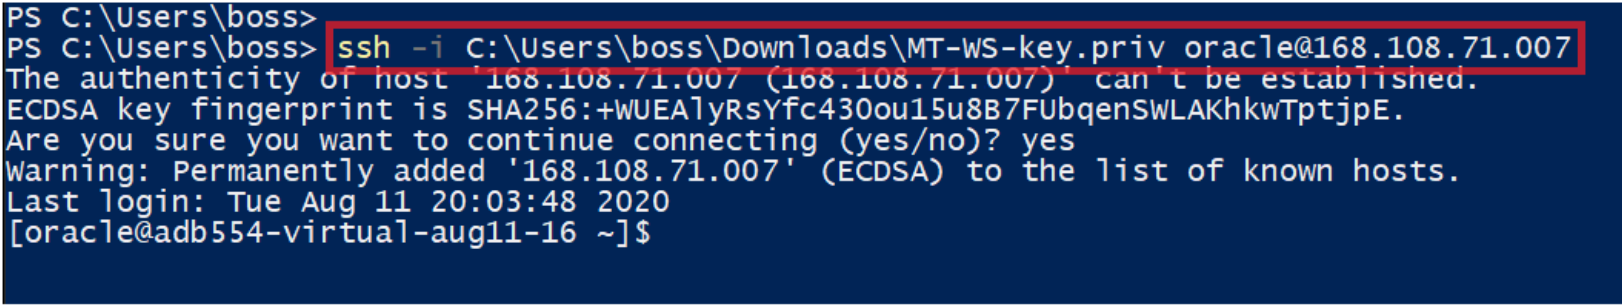 PS C:\Users\boss>
PS C:\Users\boss> ssh -i C:\Users\boss\Downloads\MT-WS-key.priv oracle@168.108.71.007
The authenticity of host '168.108.71.007 (168.108.71.007)' can't be established.
ECDSA key fingerprint is SHA256:+WUEAlyRsYfc43Oou15u8B7FUbqenSWLAKhkwTptjpE.
Are you sure you want to continue connecting (yes/no)? yes
Warning: Permanently added '168.108.71.007' (ECDSA) to the list of known hosts.
Last login: Tue Aug 11 20:03:48 2020
[oracle@adb554-virtual-aug11-16 ~]$